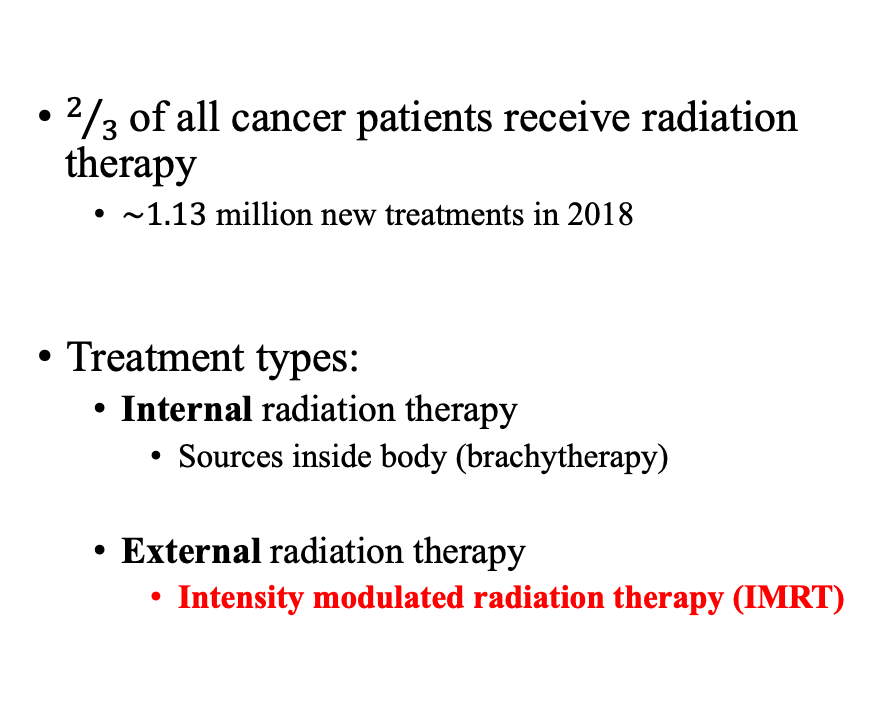 • 2/3 of all cancer patients receive radiation
therapy
• ~1.13 million new treatments in 2018
• Treatment types:
• Internal radiation therapy
• Sources inside body (brachytherapy)
• External radiation therapy
• Intensity modulated radiation therapy (IMRT)